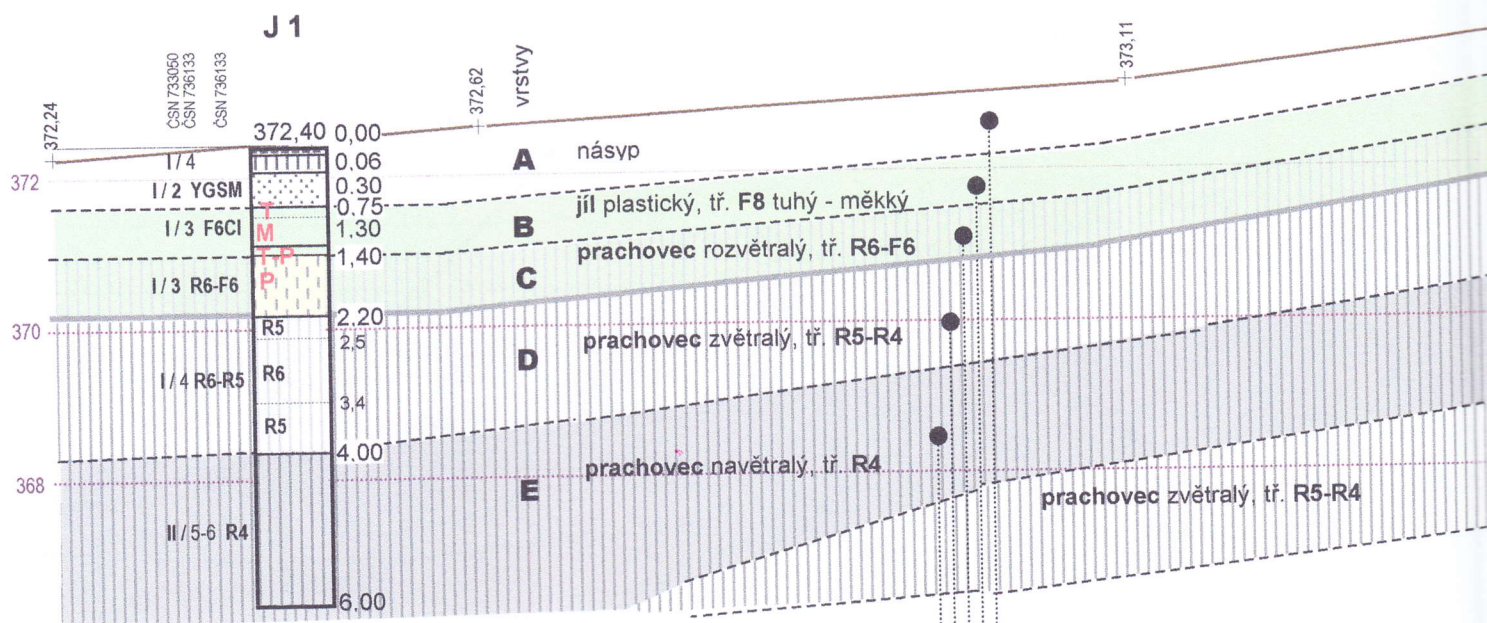 J 1
ČSN 733050
ČSN 736133
ČSN 736133
372,24
372,62
vrstvy
373,11
372,40 0,00
I / 4
0.06
A
násyp
372
I / 2 YGSM
0.30
0.75
jíl plastický, tř. F8 tuhý - měkký
T
I / 3 F6CI
M
1,30
B
T P
1,40
prachovec rozvětralý, tř. R6-F6
I / 3 R6-F6
P
C
2,20
370
R5
2,5
prachovec zvětralý, tř. R5-R4
D
I / 4 R6-R5
R6
3,4
R5
4,00
prachovec navětralý, tř. R4
368
E
prachovec zvětralý, tř. R5-R4
II / 5-6 R4
6,00